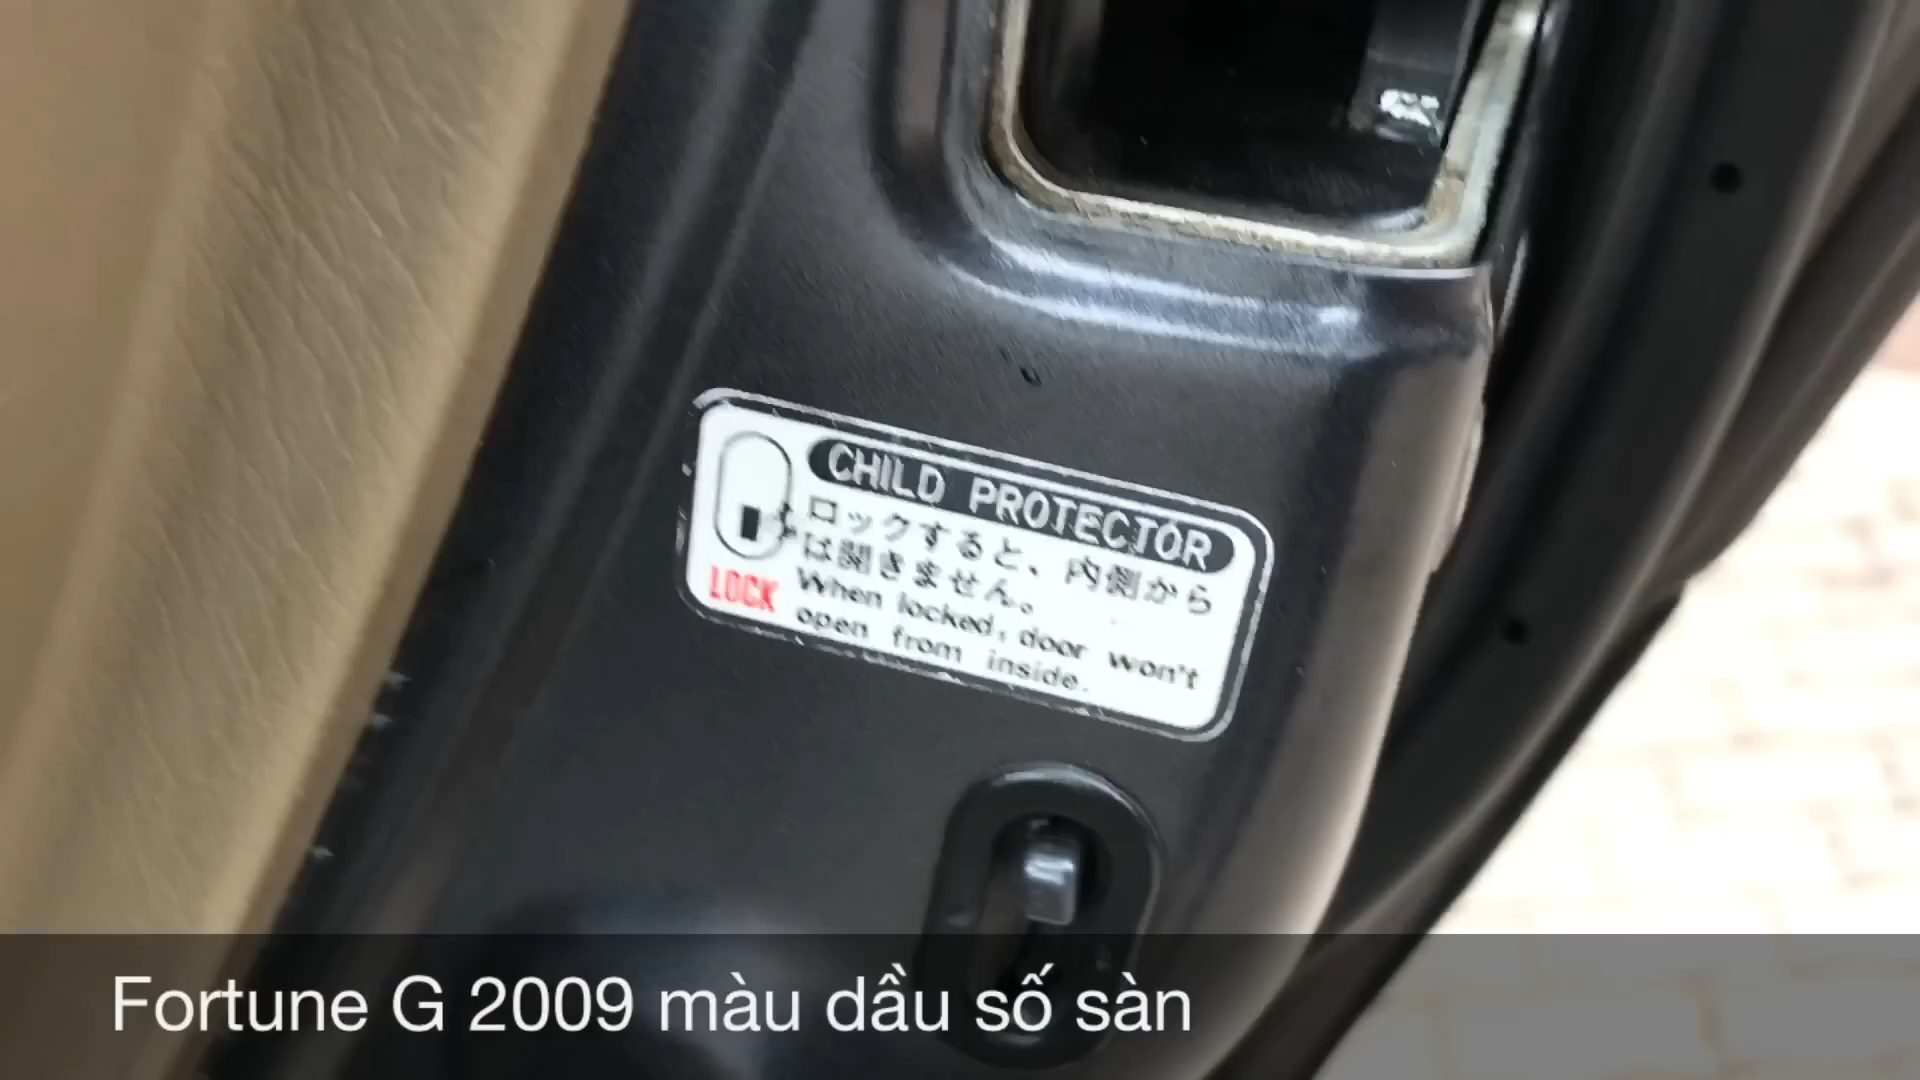 CHILD PROTECTOR
ロックすると、内側から
は開きません。
LOCK
When locked, door won't
open from inside.
Fortune G 2009 màu dầu số sàn